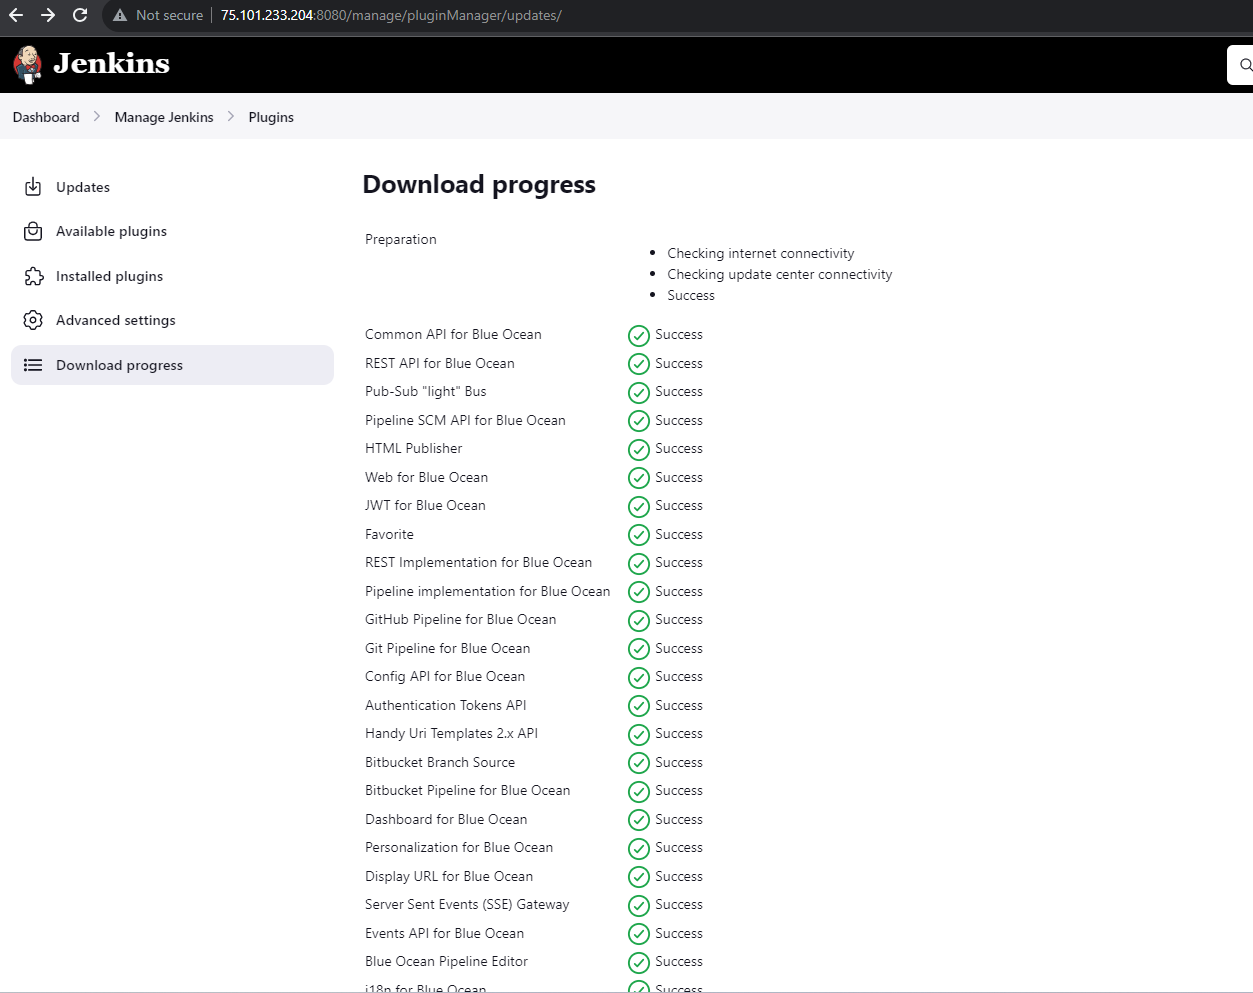 Not secure 75.101.233.204:8080/manage/pluginManager/updates/
Jenkins
Dashboard Manage Jenkins Plugins
Updates
Available plugins
Installed plugins
Advanced settings
Download progress
Download progress
Preparation
Checking internet connectivity
Checking update center connectivity
Success
Common API for Blue Ocean Success
REST API for Blue Ocean Success
Pub-Sub "light" Bus Success
Pipeline SCM API for Blue Ocean Success
HTML Publisher Success
Web for Blue Ocean Success
JWT for Blue Ocean Success
Favorite Success
REST Implementation for Blue Ocean Success
Pipeline implementation for Blue Ocean Success
GitHub Pipeline for Blue Ocean Success
Git Pipeline for Blue Ocean Success
Config API for Blue Ocean Success
Authentication Tokens API Success
Handy Uri Templates 2.x API Success
Bitbucket Branch Source Success
Bitbucket Pipeline for Blue Ocean Success
Dashboard for Blue Ocean Success
Personalization for Blue Ocean Success
Display URL for Blue Ocean Success
Server Sent Events (SSE) Gateway Success
Events API for Blue Ocean Success
Blue Ocean Pipeline Editor Success
i18n for Blue Ocean Success